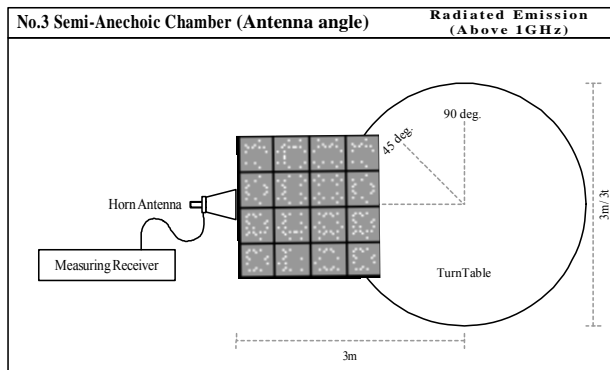 No.3 Semi-Anechoic Chamber (Antenna angle)
Radiated Emission
(Above 1GHz)
90 deg.
45 deg.
Horn Antenna
Measuring Receiver
TurnTable
3m/ 3t
3m